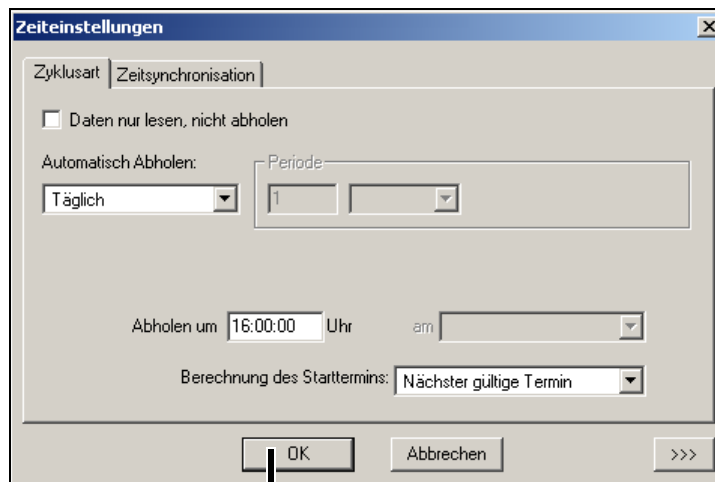 Zeiteinstellungen
Zyklusart Zeitsynchronisation
Daten nur lesen, nicht abholen
Automatisch Abholen: Periode
Täglich 1
Abholen um 16:00:00 Uhr am
Berechnung des Starttermins: Nächster gültige Termin
OK Abbrechen >>>